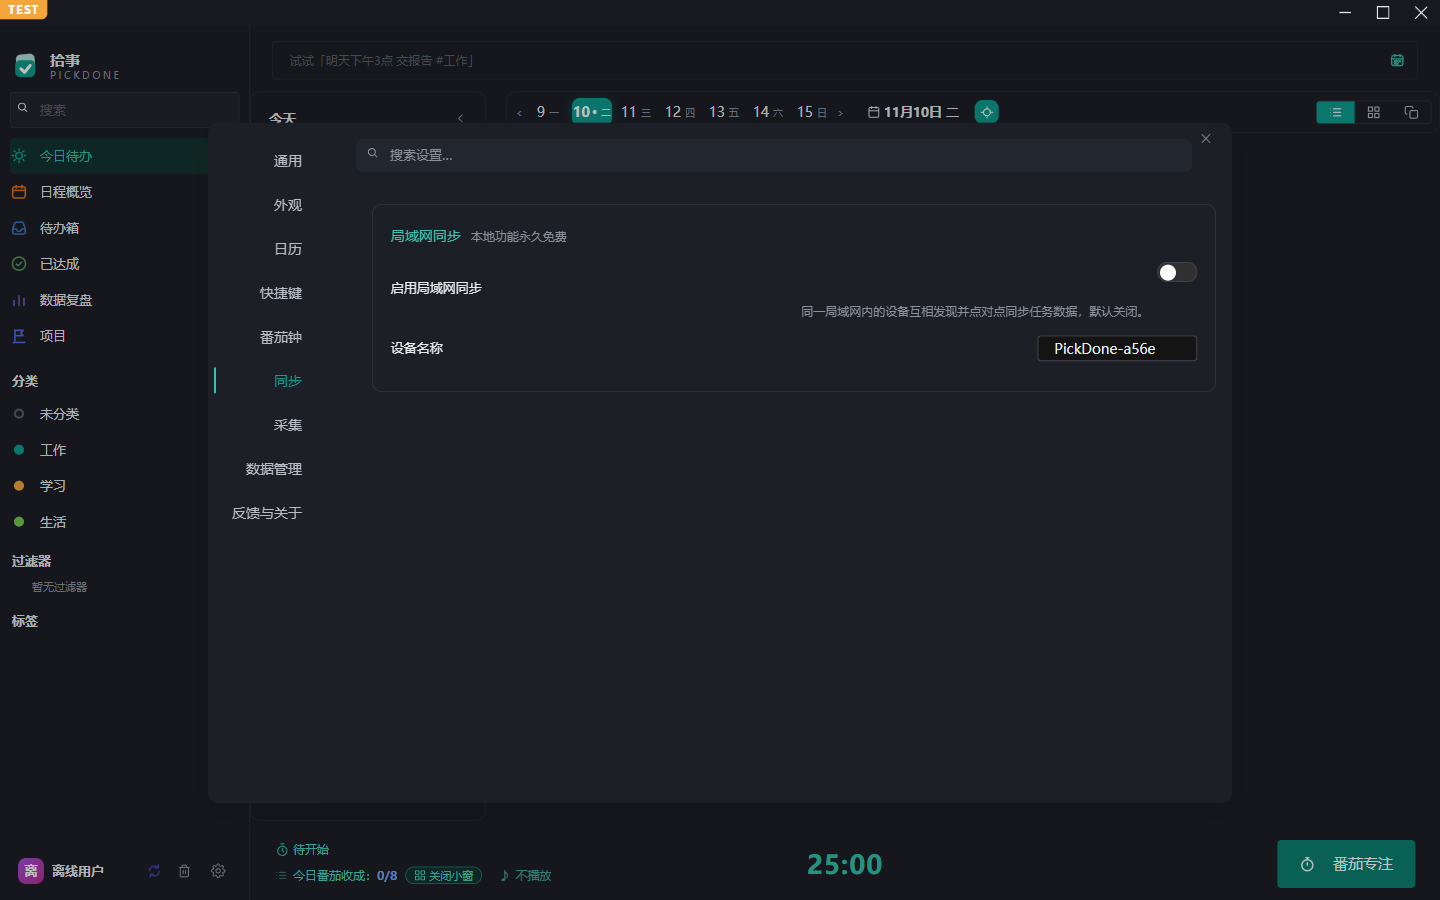 TEST
拾事
PICKDONE
搜索
今日待办
日程概览
待办箱
已达成
数据复盘
项目
分类
未分类
工作
学习
生活
过滤器
暂无过滤器
标签
离 离线用户
试试「明天下午3点 交报告 #工作」
今天
9 一 10 • 二 11 三 12 四 13 五 14 六 15 日 11月10日 二
通用
外观
日历
快捷键
番茄钟
同步
采集
数据管理
反馈与关于
搜索设置...
局域网同步 本地功能永久免费
启用局域网同步
同一局域网内的设备互相发现并点对点同步任务数据，默认关闭。
设备名称 PickDone-a56e
待开始
今日番茄收成：0/8 关闭小窗 不播放
25:00
番茄专注